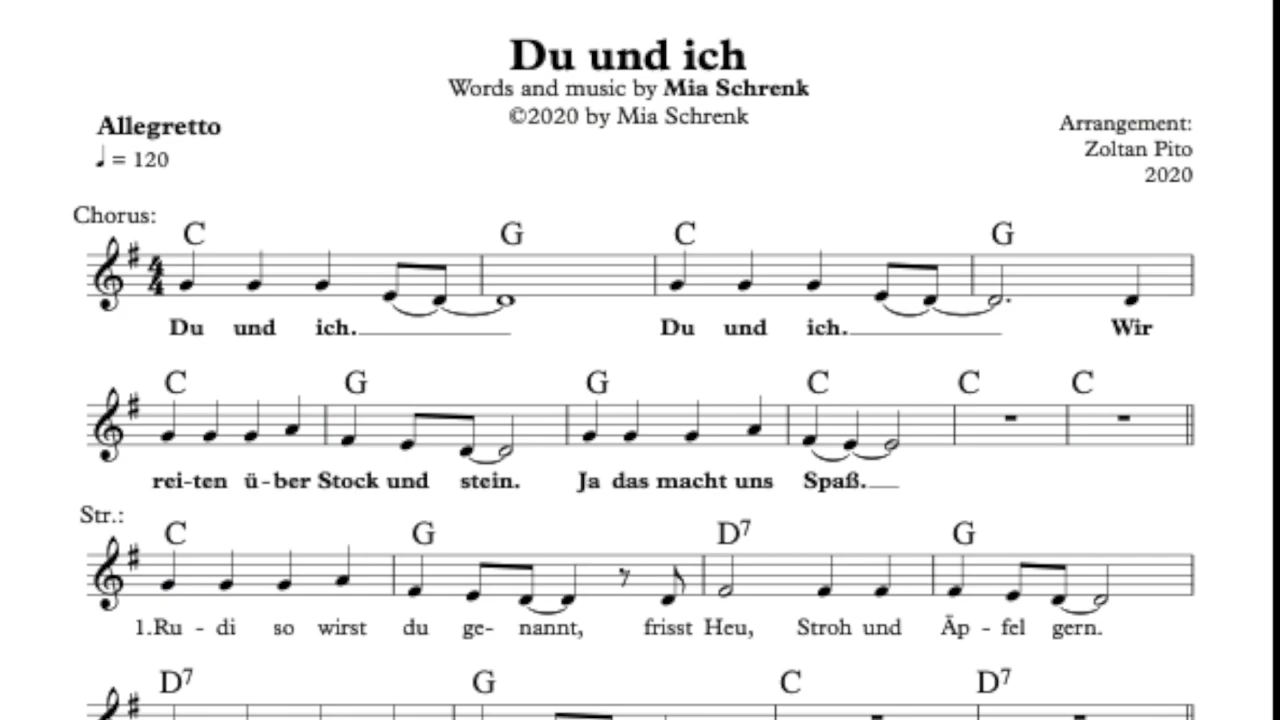 Du und ich
Words and music by Mia Schrenk
©2020 by Mia Schrenk
Allegretto
♩ = 120
Arrangement:
Zoltan Pito
2020
Chorus:
C G C G
4
4
Du und ich. Du und ich. Wir
C G G C C C
rei-ten ü-ber Stock und stein. Ja das macht uns Spaß.
Str.:
C G D7 G
1.Ru - di so wirst du ge- nannt, frisst Heu, Stroh und Äp - fel gern.
D7 G C D7